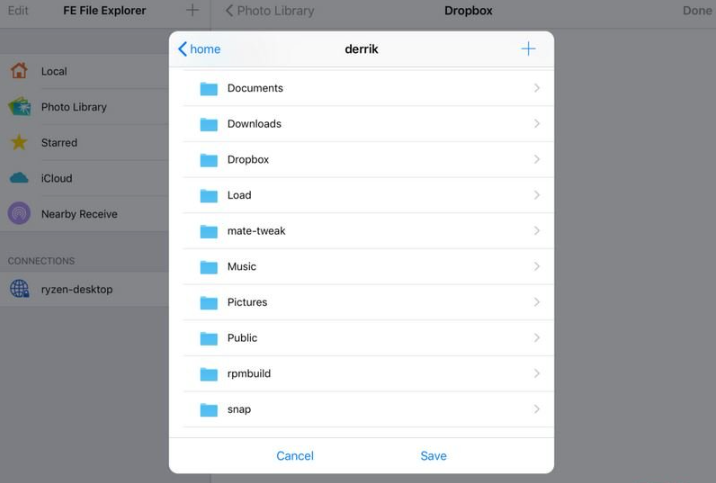 Edit FE File Explorer + Photo Library Dropbox Done
Local
Photo Library
Starred
iCloud
Nearby Receive
CONNECTIONS
ryzen-desktop
home derrik +
Documents
Downloads
Dropbox
Load
mate-tweak
Music
Pictures
Public
rpmbuild
snap
Cancel Save